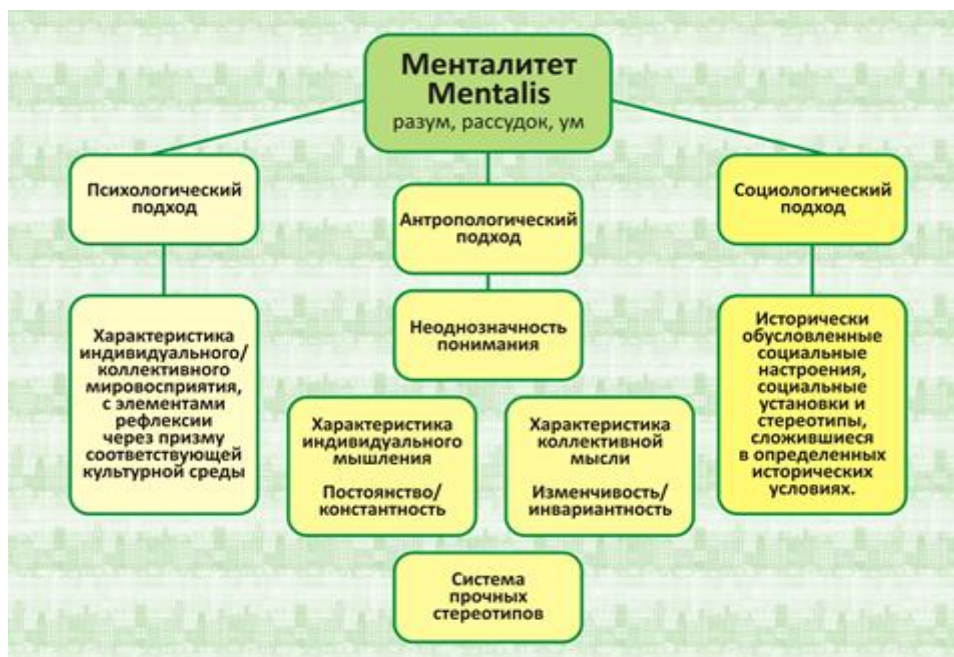 Менталитет
Mentalis
разум, рассудок, ум
Психологический
подход
Антропологический
подход
Социологический
подход
Характеристика
индивидуального/
коллективного
мировосприятия,
с элементами
рефлексии
через призму
соответствующей
культурной среды
Неоднозначность
понимания
Исторически
обусловленные
социальные
настроения,
социальные
установки и
стереотипы,
сложившиеся
в определенных
исторических
условиях.
Характеристика
индивидуального
мышления
Постоянство/
константность
Характеристика
коллективной
мысли
Изменчивость/
инвариантность
Система
прочных
стереотипов